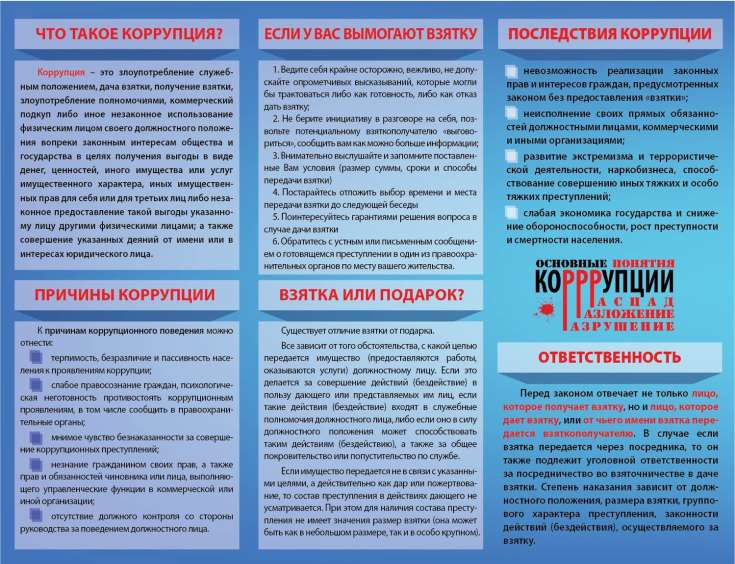 ЧТО ТАКОЕ КОРРУПЦИЯ?
Коррупция – это злоупотребление служеб-
ным положением, дача взятки, получение взятки,
злоупотребление полномочиями, коммерческий
подкуп либо иное незаконное использование
физическим лицом своего должностного положе-
ния вопреки законным интересам общества и
государства в целях получения выгоды в виде
денег, ценностей, иного имущества или услуг
имущественного характера, иных имуществен-
ных прав для себя или для третьих лиц либо неза-
конное предоставление такой выгоды указанно-
му лицу другими физическими лицами; а также
совершение указанных деяний от имени или в
интересах юридического лица.
ПРИЧИНЫ КОРРУПЦИИ
К причинам коррупционного поведения можно
отнести:
терпимость, безразличие и пассивность насе-
ления к проявлениям коррупции;
слабое правосознание граждан, психологиче-
ская неготовность противостоять коррупционным
проявлениям, в том числе сообщить в правоохрани-
тельные органы;
мнимое чувство безнаказанности за соверше-
ние коррупционных преступлений;
незнание гражданином своих прав, а также
прав и обязанностей чиновника или лица, выполняю-
щего управленческие функции в коммерческой или
иной организации;
отсутствие должного контроля со стороны
руководства за поведением должностного лица.
ЕСЛИ У ВАС ВЫМОГАЮТ ВЗЯТКУ
1. Ведите себя крайне осторожно, вежливо, не допу-
скайте опрометчивых высказываний, которые могли
бы трактоваться либо как готовность, либо как отказ
дать взятку;
2. Не берите инициативу в разговоре на себя, поз-
вольте потенциальному взяткополучателю «выгово-
риться», сообщить вам как можно больше информации;
3. Внимательно выслушайте и запомните поставлен-
ные Вам условия (размер суммы, сроки и способы
передачи взятки)
4. Постарайтесь отложить выбор времени и места
передачи взятки до следующей беседы
5. Поинтересуйтесь гарантиями решения вопроса в
случае дачи взятки
6. Обратитесь с устным или письменным сообщени-
ем о готовящемся преступлении в один из правоохра-
нительных органов по месту вашего жительства.
ВЗЯТКА ИЛИ ПОДАРОК?
Существует отличие взятки от подарка.
Все зависит от того обстоятельства, с какой целью
передается имущество (предоставляются работы,
оказываются услуги) должностному лицу. Если это
делается за совершение действий (бездействие) в
пользу дающего или представляемых им лиц, если
такие действия (бездействие) входят в служебные
полномочия должностного лица, либо если оно в силу
должностного положения может способствовать
таким действиям (бездействию), а также за общее
покровительство или попустительство по службе.
Если имущество передается не в связи с указанны-
ми целями, а действительно как дар или пожертвова-
ние, то состав преступления в действиях дающего не
усматривается. При этом для наличия состава престу-
пления не имеет значения размер взятки (она может
быть как в небольшом размере, так и в особо крупном).
ПОСЛЕДСТВИЯ КОРРУПЦИИ
невозможность реализации законных
прав и интересов граждан, предусмотренных
законом без предоставления «взятки»;
неисполнение своих прямых обязанно-
стей должностными лицами, коммерческими
и иными организациями;
развитие экстремизма и террористиче-
ской деятельности, наркобизнеса, способ-
ствование совершению иных тяжких и особо
тяжких преступлений;
слабая экономика государства и сниже-
ние обороноспособности, рост преступности
и смертности населения.
ОСНОВНЫЕ ПОНЯТИЯ
КОРРРУПЦИИ
АСПАД
АЗЛОЖЕНИЕ
АЗРУШЕНИЕ
ОТВЕТСТВЕННОСТЬ
Перед законом отвечает не только лицо,
которое получает взятку, но и лицо, которое
дает взятку, или от чьего имени взятка пере-
дается взяткополучателю. В случае если
взятка передается через посредника, то он
также подлежит уголовной ответственности
за посредничество во взяточничестве в даче
взятки. Степень наказания зависит от долж-
ностного положения, размера взятки, группо-
вого характера преступления, законности
действий (бездействия), осуществляемого за
взятку.